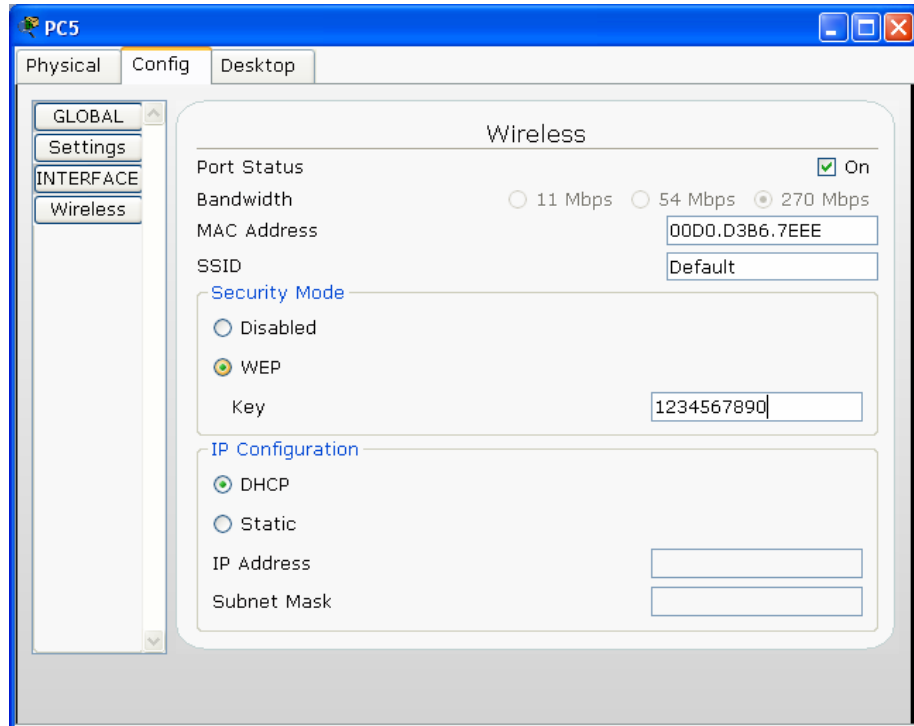 PC5
Physical Config Desktop
GLOBAL
Settings
INTERFACE
Wireless
Wireless
Port Status On
Bandwidth 11 Mbps 54 Mbps 270 Mbps
MAC Address 00D0.D3B6.7EEE
SSID Default
Security Mode
Disabled
WEP
Key 1234567890
IP Configuration
DHCP
Static
IP Address
Subnet Mask